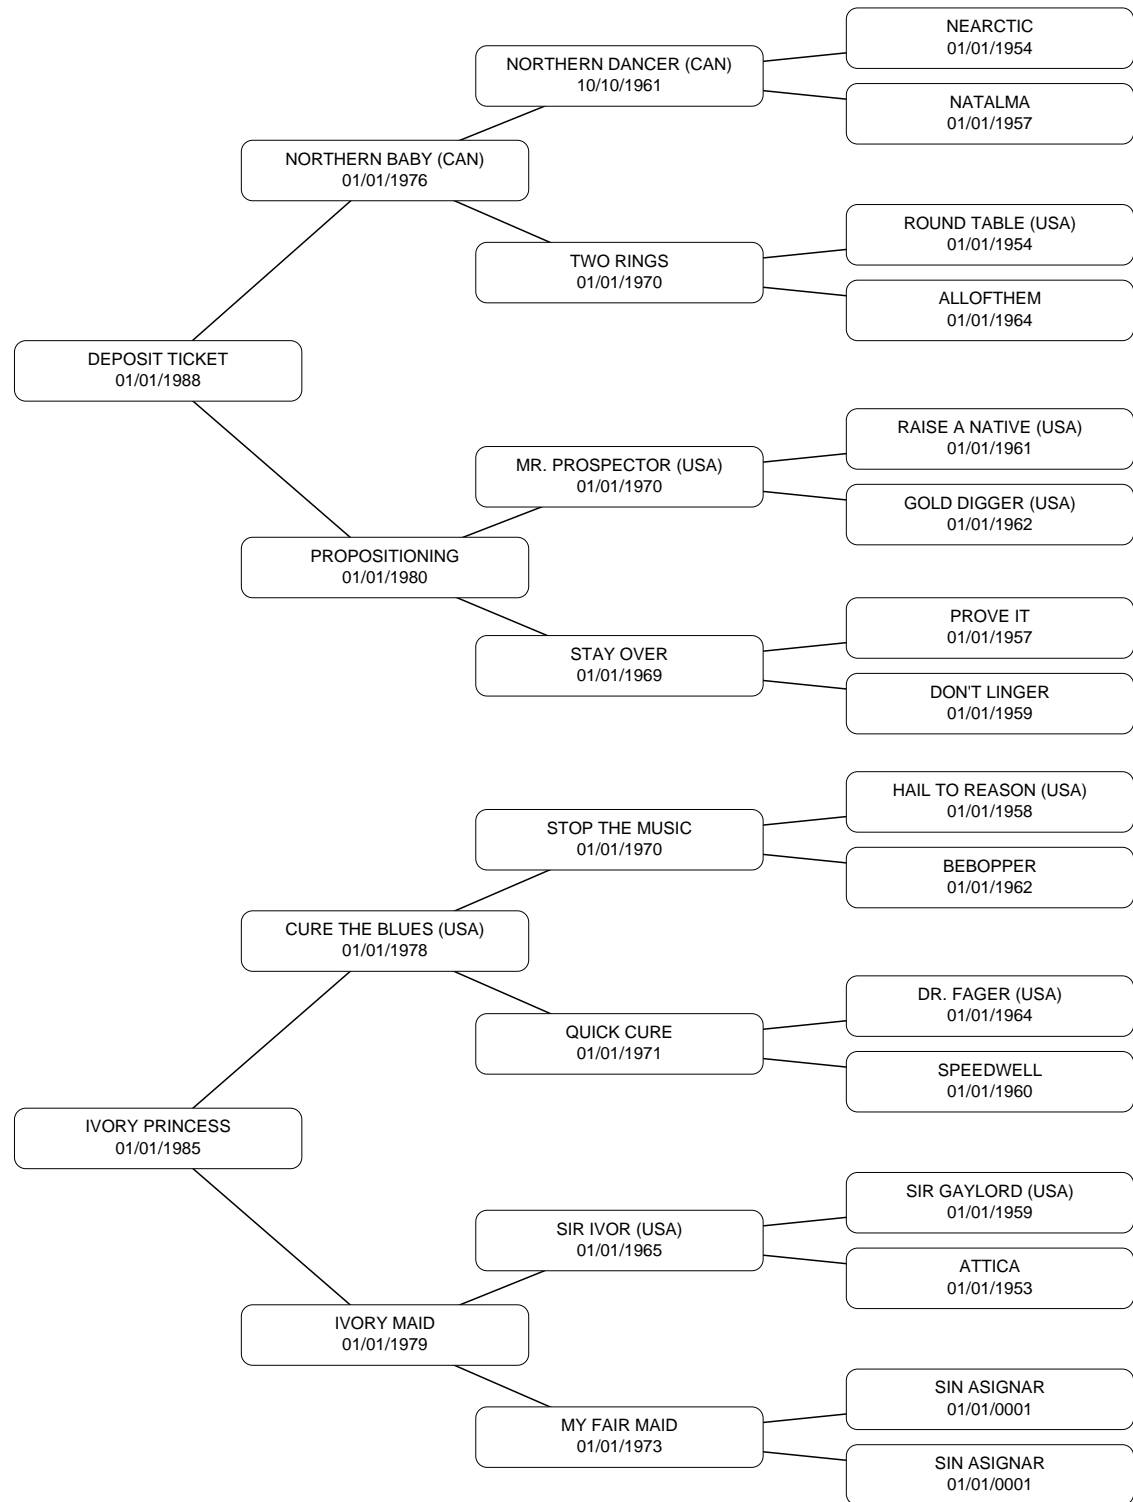 NEARCTIC
01/01/1954
NORTHERN DANCER (CAN)
10/10/1961
NATALMA
01/01/1957
NORTHERN BABY (CAN)
01/01/1976
ROUND TABLE (USA)
01/01/1954
TWO RINGS
01/01/1970
ALLOFTHEM
01/01/1964
DEPOSIT TICKET
01/01/1988
RAISE A NATIVE (USA)
01/01/1961
MR. PROSPECTOR (USA)
01/01/1970
GOLD DIGGER (USA)
01/01/1962
PROPOSITIONING
01/01/1980
PROVE IT
01/01/1957
STAY OVER
01/01/1969
DON'T LINGER
01/01/1959
HAIL TO REASON (USA)
01/01/1958
STOP THE MUSIC
01/01/1970
BEBOPPER
01/01/1962
CURE THE BLUES (USA)
01/01/1978
DR. FAGER (USA)
01/01/1964
QUICK CURE
01/01/1971
SPEEDWELL
01/01/1960
IVORY PRINCESS
01/01/1985
SIR GAYLORD (USA)
01/01/1959
SIR IVOR (USA)
01/01/1965
ATTICA
01/01/1953
IVORY MAID
01/01/1979
SIN ASIGNAR
01/01/0001
MY FAIR MAID
01/01/1973
SIN ASIGNAR
01/01/0001